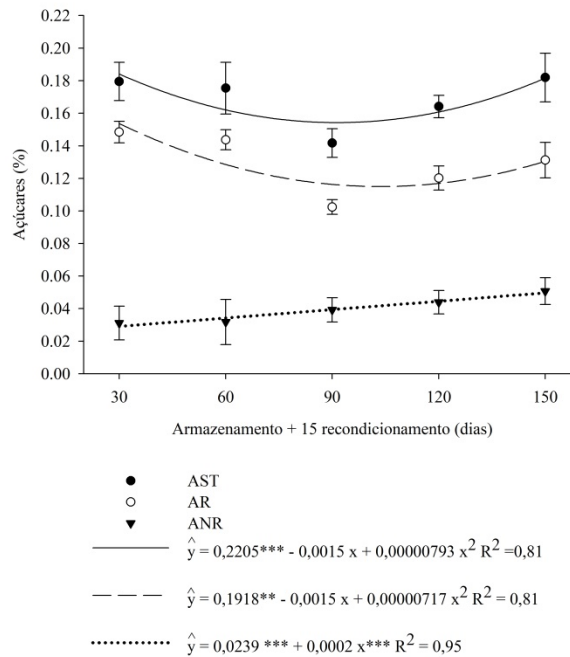 0.22
0.20
0.18
0.16
0.14
0.12
0.10
0.08
0.06
0.04
0.02
0.00
Açúcares (%)
30 60 90 120 150
Armazenamento + 15 recondicionamento (dias)
AST
AR
ANR
ŷ = 0,2205*** - 0,0015 x + 0,00000793 x² R² =0,81
ŷ = 0,1918** - 0,0015 x + 0,00000717 x² R² = 0,81
ŷ = 0,0239 *** + 0,0002 x*** R² = 0,95